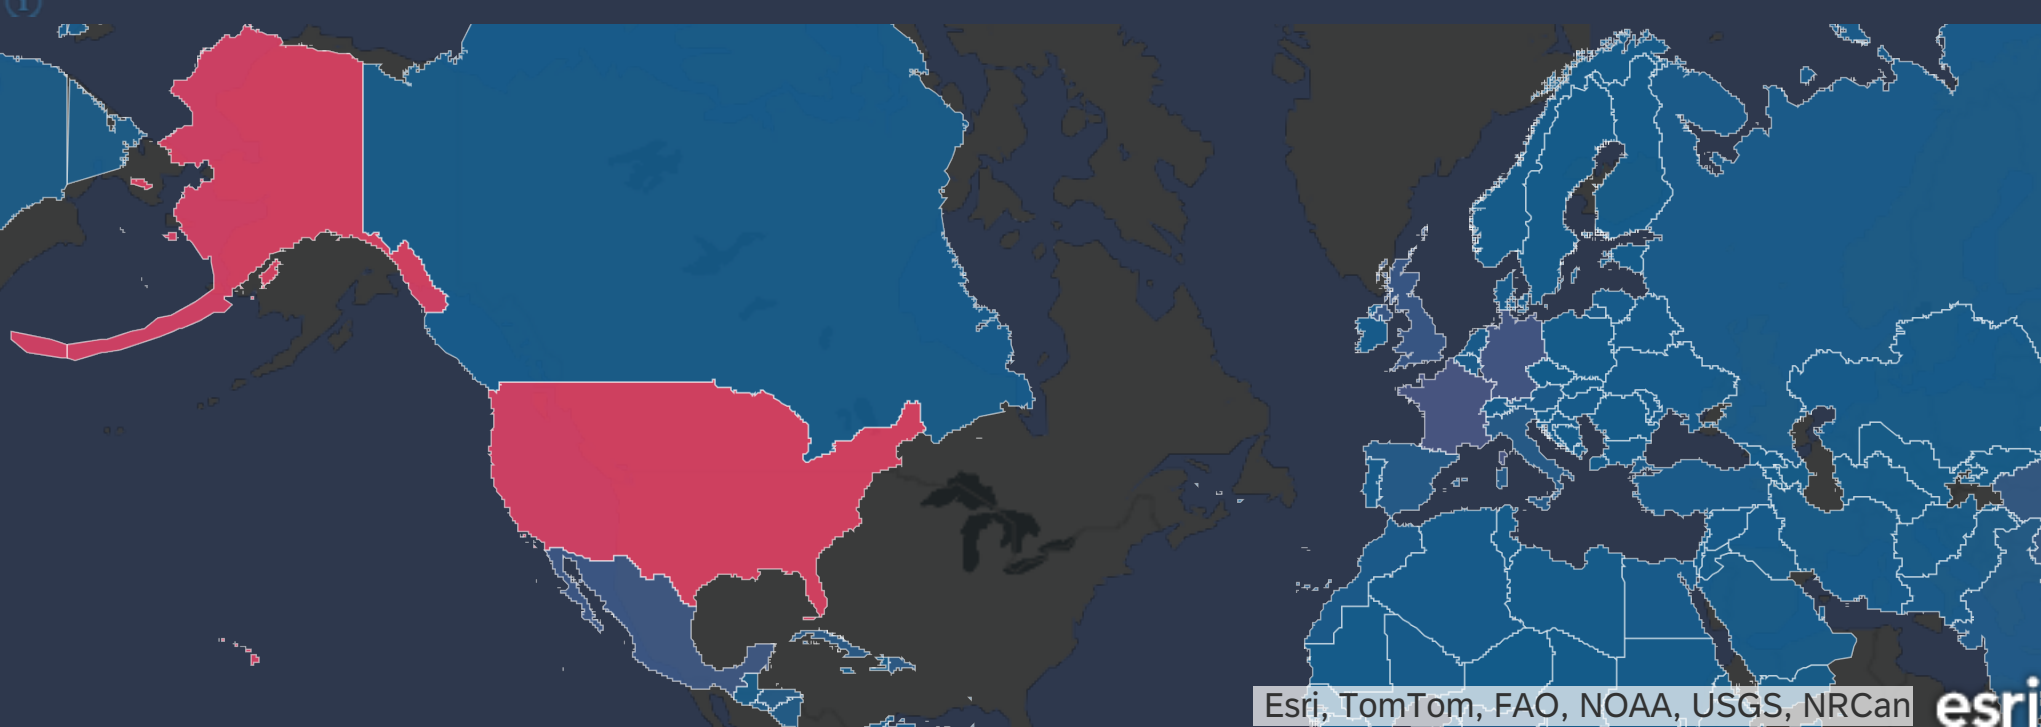 Esri, TomTom, FAO, NOAA, USGS, NRCan
esri